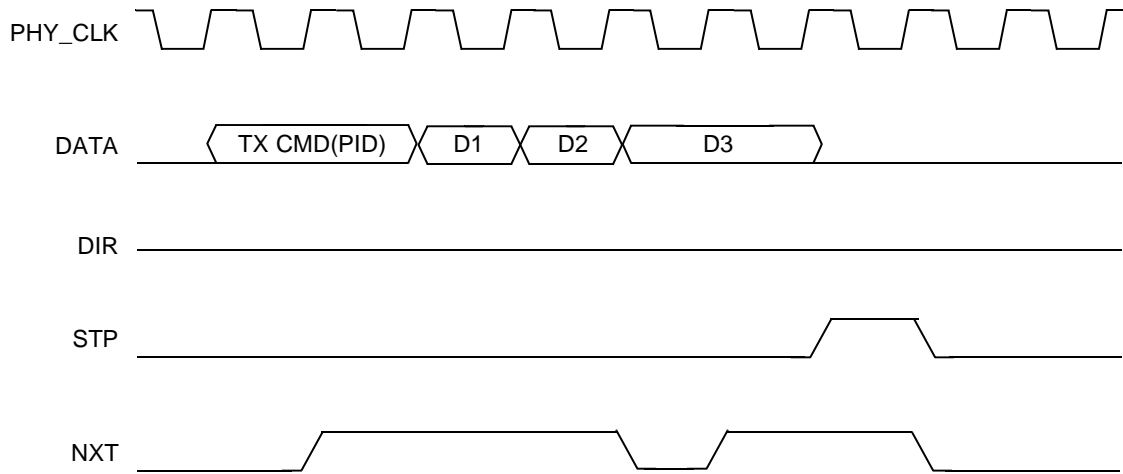 PHY_CLK
DATA TX CMD(PID) D1 D2 D3
DIR
STP
NXT